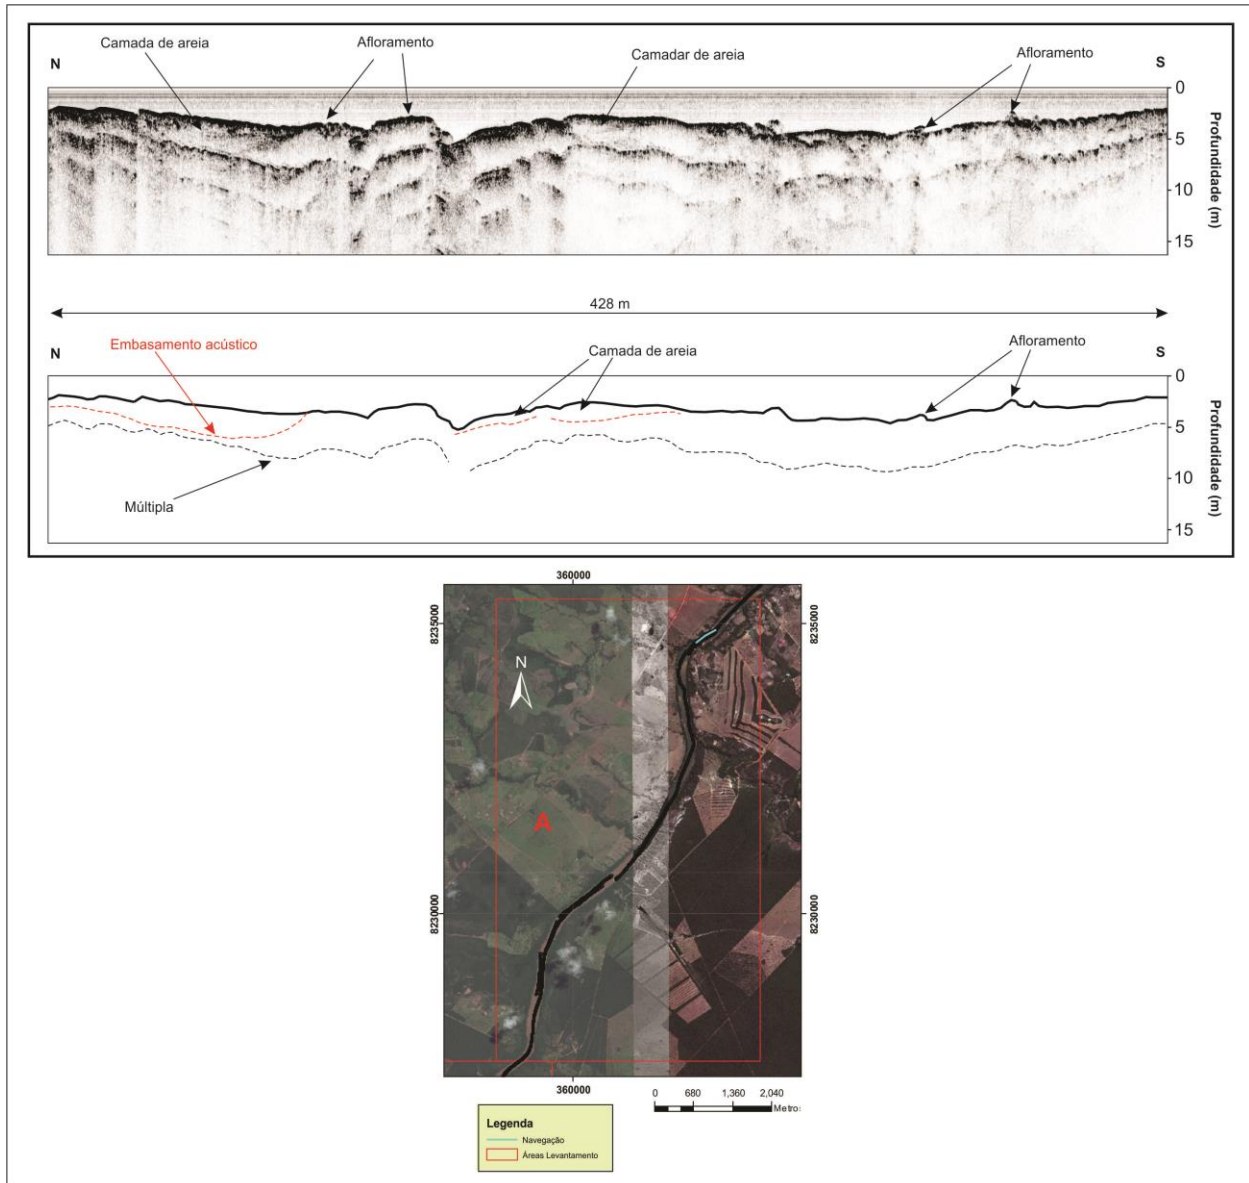 Camada de areia
Afloramento
Camadar de areia
Afloramento
N
S
0
5
10
15
Profundidade (m)
428 m
Embasamento acústico
N
Camada de areia
Afloramento
S
0
5
10
15
Profundidade (m)
Múltipla
360000
8235000
8235000
N
A
8230000
8230000
360000
0 680 1,360 2,040
Metros
Legenda
Navegação
Áreas Levantamento